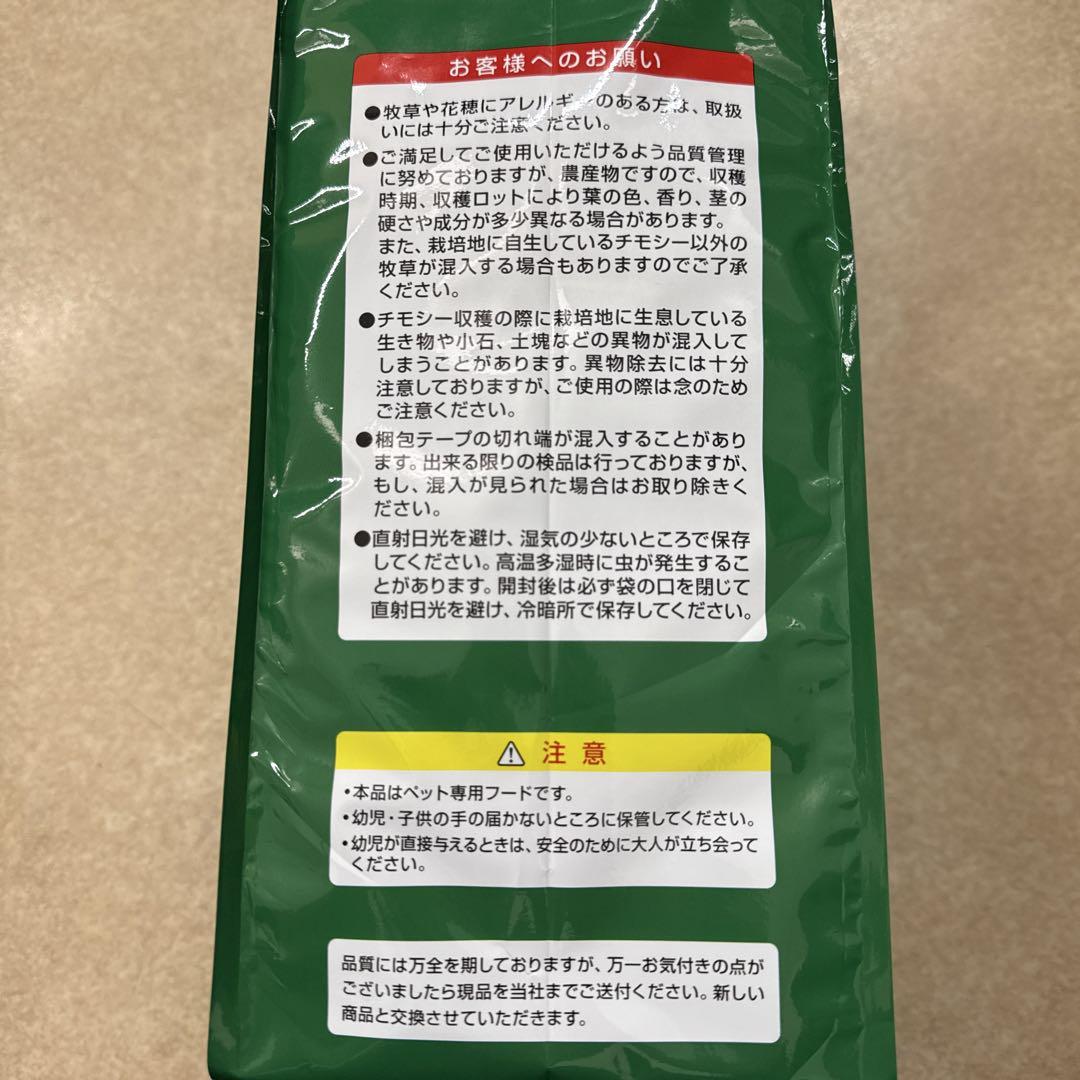 お客様へのお願い
●牧草や花穂にアレルギーのある方は、取扱
いには十分ご注意ください。
●ご満足してご使用いただけるよう品質管理
に努めておりますが、農産物ですので、収穫
時期、収穫ロットにより葉の色、香り、茎の
硬さや成分が多少異なる場合があります。
また、栽培地に自生しているチモシー以外の
牧草が混入する場合もありますのでご了承
ください。
●チモシー収穫の際に栽培地に生息している
生き物や小石、土塊などの異物が混入して
しまうことがあります。異物除去には十分
注意しておりますが、ご使用の際は念のため
ご注意ください。
●梱包テープの切れ端が混入することがあり
ます。出来る限りの検品は行っておりますが、
もし、混入が見られた場合はお取り除きく
ださい。
●直射日光を避け、湿気の少ないところで保存
してください。高温多湿時に虫が発生するこ
とがあります。開封後は必ず袋の口を閉じて
直射日光を避け、冷暗所で保存してください。
⚠ 注意
・本品はペット専用フードです。
・幼児・子供の手の届かないところに保管してください。
・幼児が直接与えるときは、安全のために大人が立ち会って
ください。
品質には万全を期しておりますが、万一お気付きの点が
ございましたら現品を当社までご送付ください。新しい
商品と交換させていただきます。